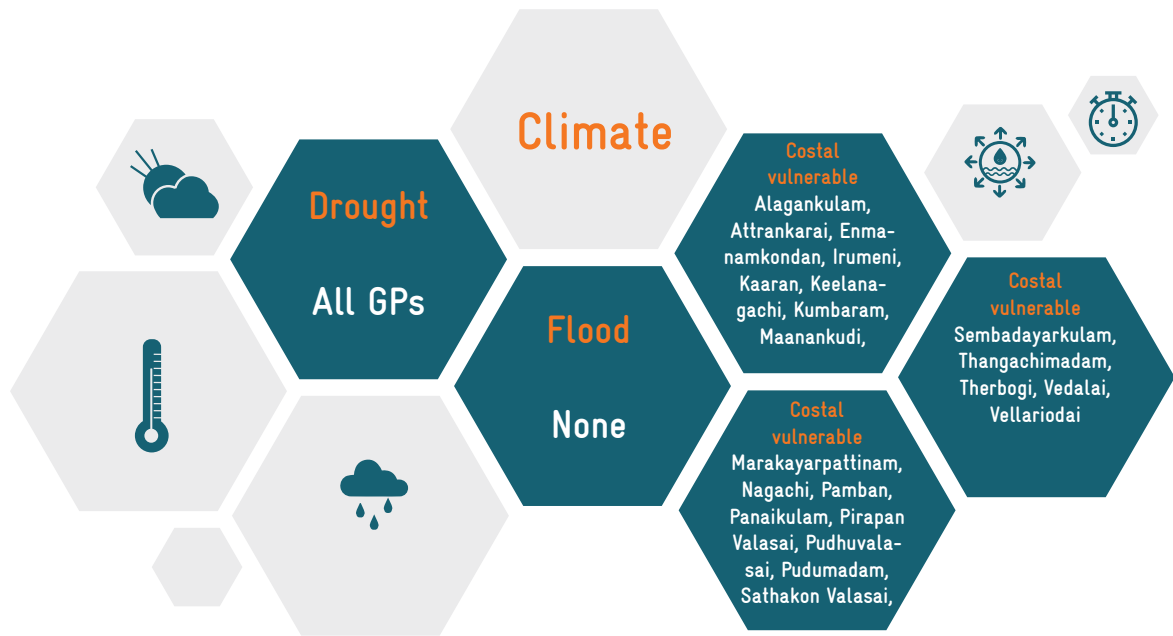 Climate
Drought
All GPs
Flood
None
Costal
vulnerable
Alagankulam,
Attrankarai, Enma-
namkondan, Irumeni,
Kaaran, Keelana-
gachi, Kumbaram,
Maanankudi,
Costal
vulnerable
Marakayarpattinam,
Nagachi, Pamban,
Panaikulam, Pirapan
Valasai, Pudhuvala-
sai, Pudumadam,
Sathakon Valasai,
Costal
vulnerable
Sembadayarkulam,
Thangachimadam,
Therbogi, Vedalai,
Vellariodai